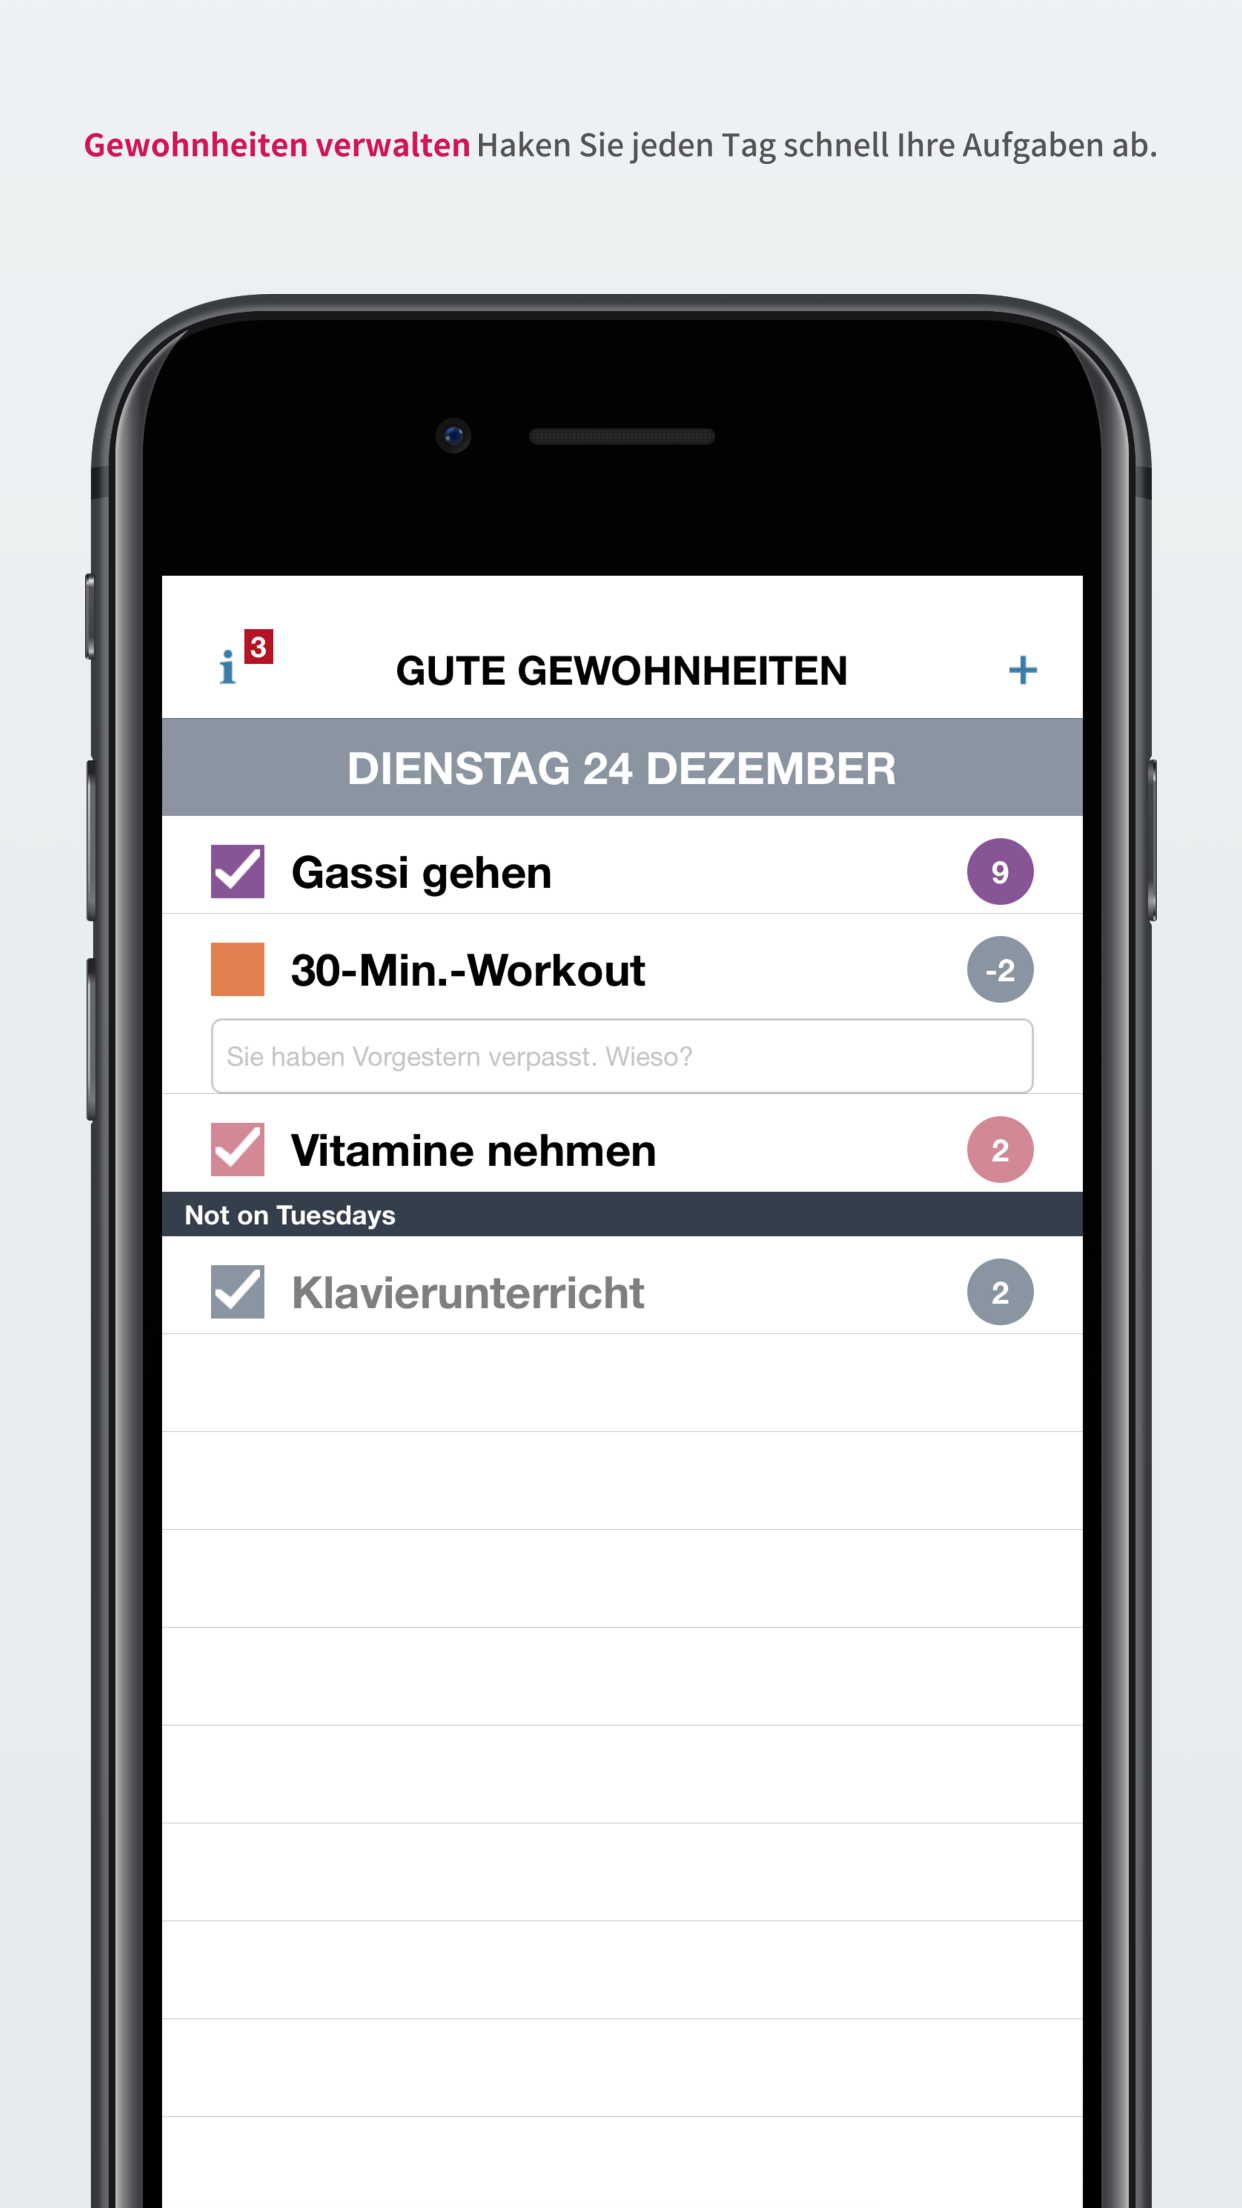 Gewohnheiten verwalten Haken Sie jeden Tag schnell Ihre Aufgaben ab.
i 3 GUTE GEWOHNHEITEN +
DIENSTAG 24 DEZEMBER
Gassi gehen 9
30-Min.-Workout -2
Sie haben Vorgestern verpasst. Wieso?
Vitamine nehmen 2
Not on Tuesdays
Klavierunterricht 2